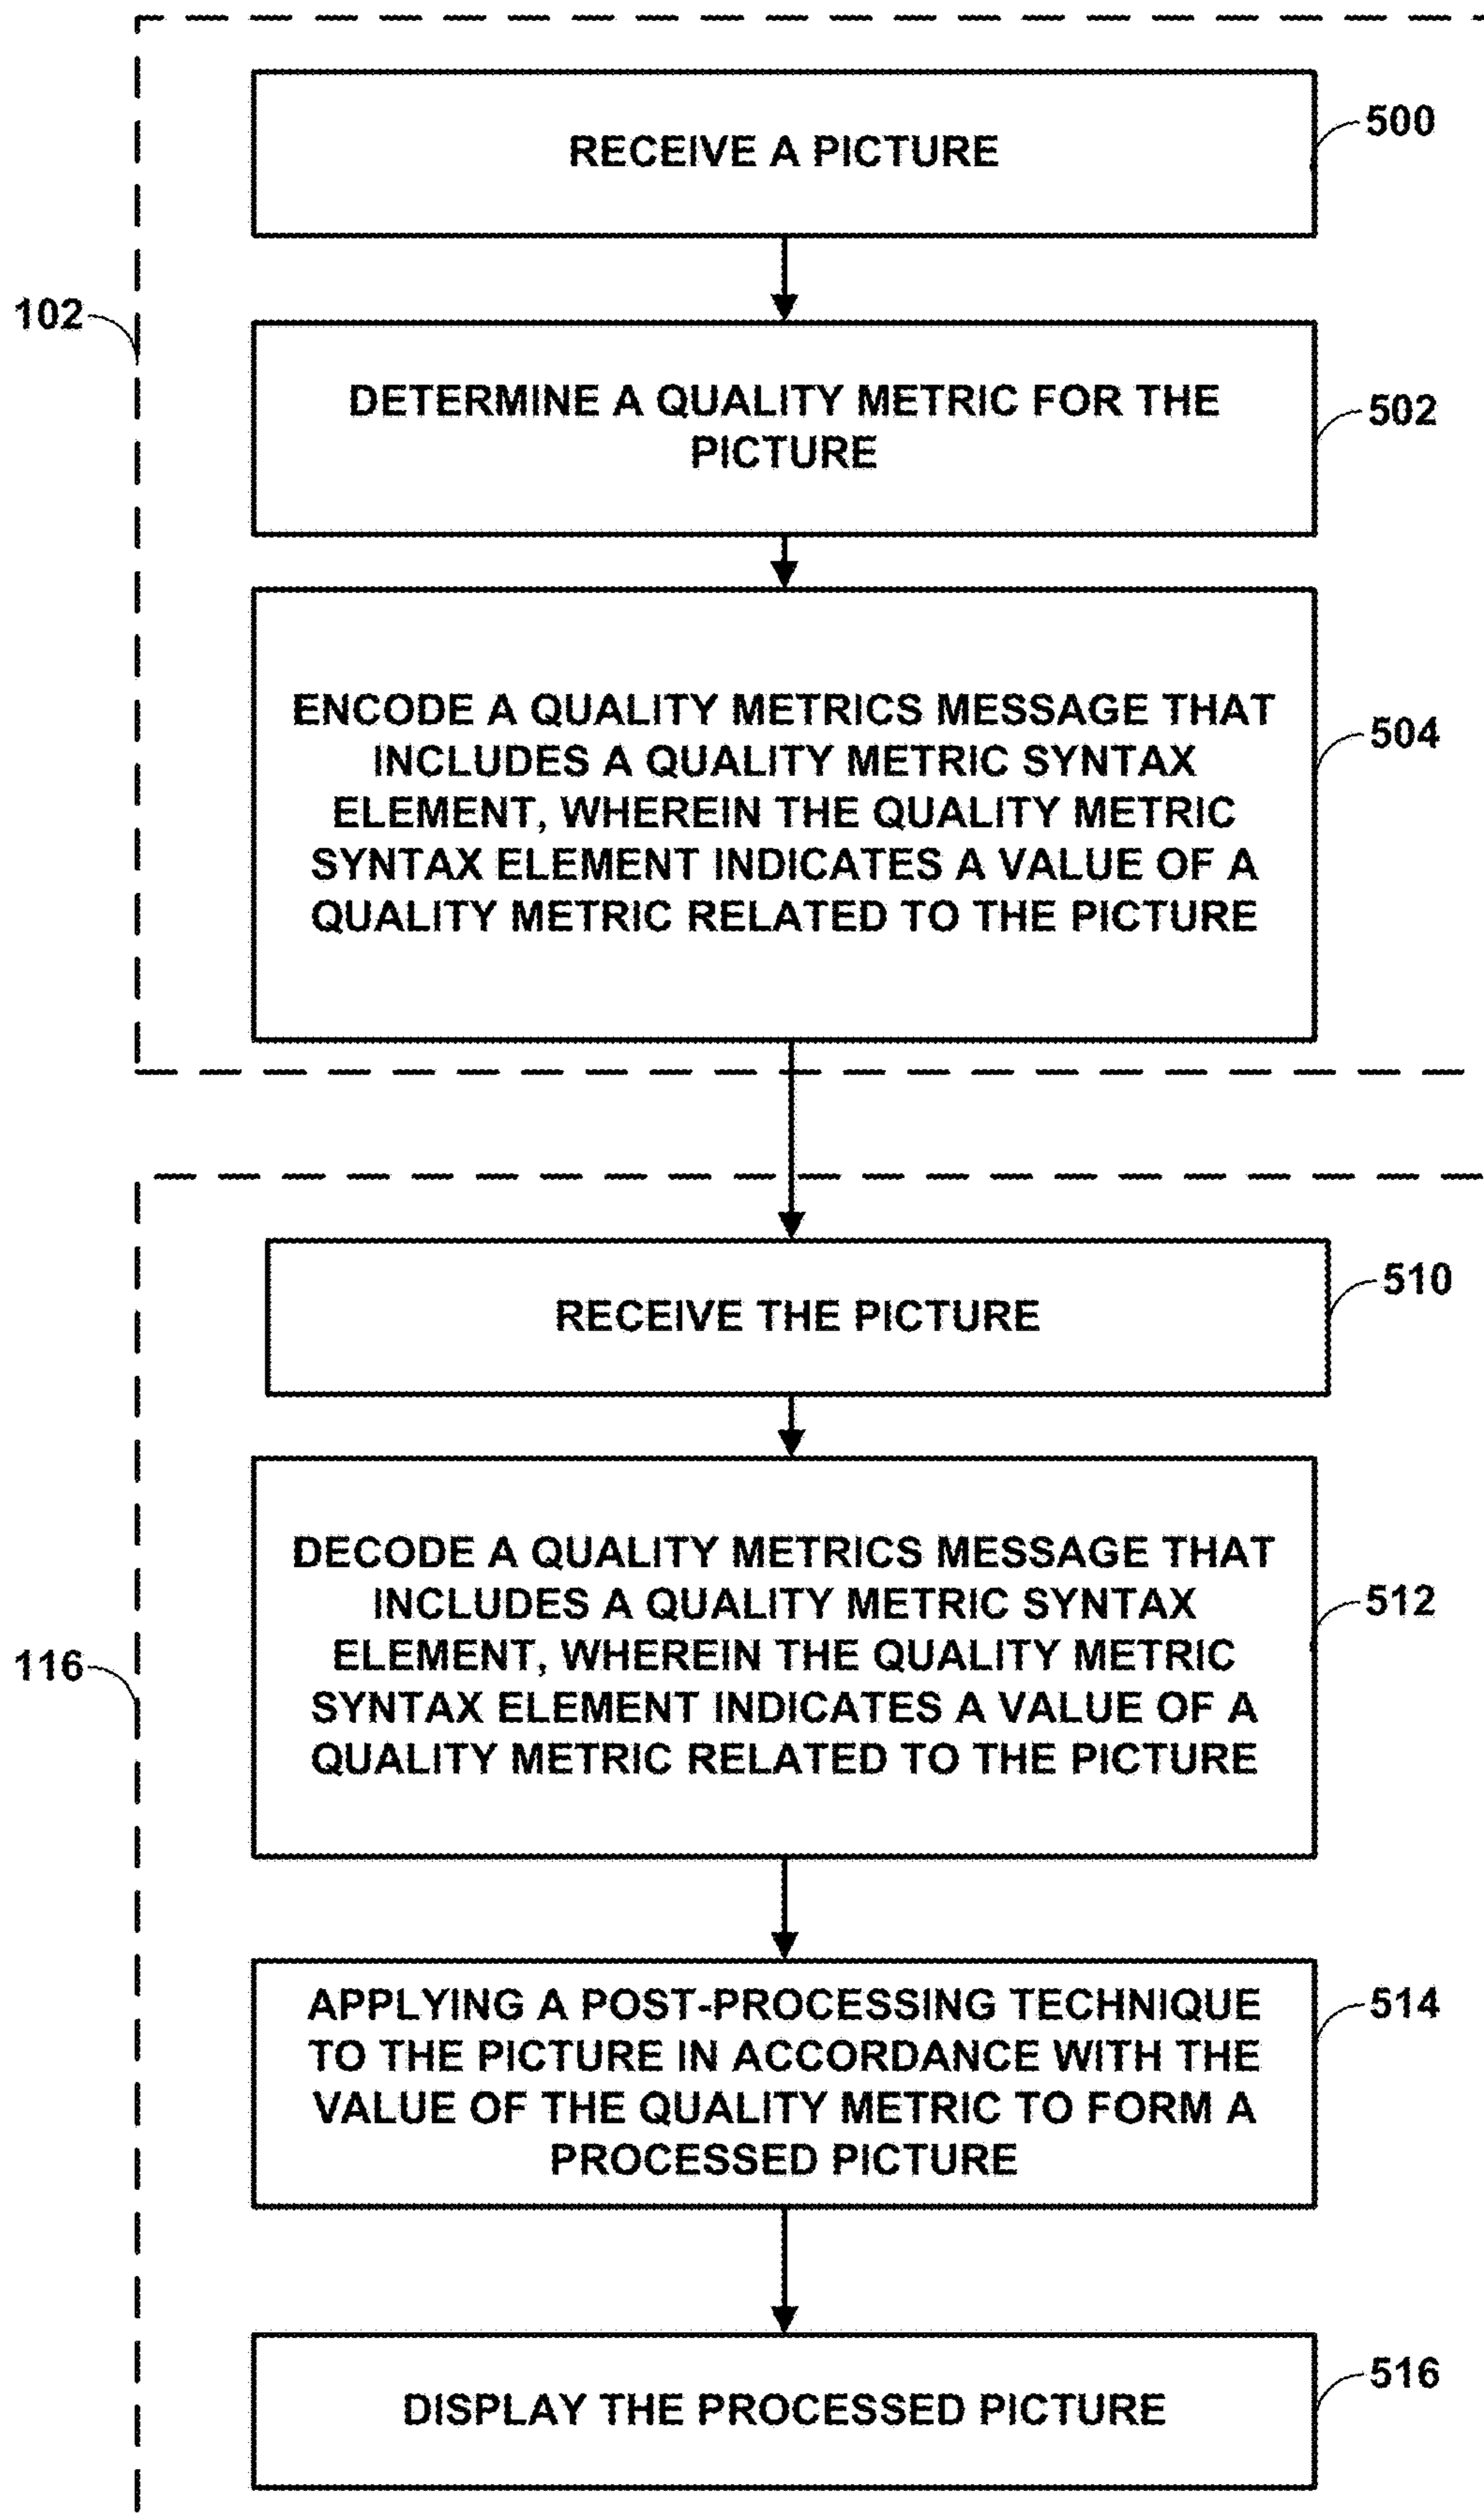 RECEIVE A PICTURE
500
102
DETERMINE A QUALITY METRIC FOR THE
PICTURE
502
ENCODE A QUALITY METRICS MESSAGE THAT
INCLUDES A QUALITY METRIC SYNTAX
ELEMENT, WHEREIN THE QUALITY METRIC
SYNTAX ELEMENT INDICATES A VALUE OF A
QUALITY METRIC RELATED TO THE PICTURE
504
RECEIVE THE PICTURE
510
DECODE A QUALITY METRICS MESSAGE THAT
INCLUDES A QUALITY METRIC SYNTAX
ELEMENT, WHEREIN THE QUALITY METRIC
SYNTAX ELEMENT INDICATES A VALUE OF A
QUALITY METRIC RELATED TO THE PICTURE
512
116
APPLYING A POST-PROCESSING TECHNIQUE
TO THE PICTURE IN ACCORDANCE WITH THE
VALUE OF THE QUALITY METRIC TO FORM A
PROCESSED PICTURE
514
DISPLAY THE PROCESSED PICTURE
516